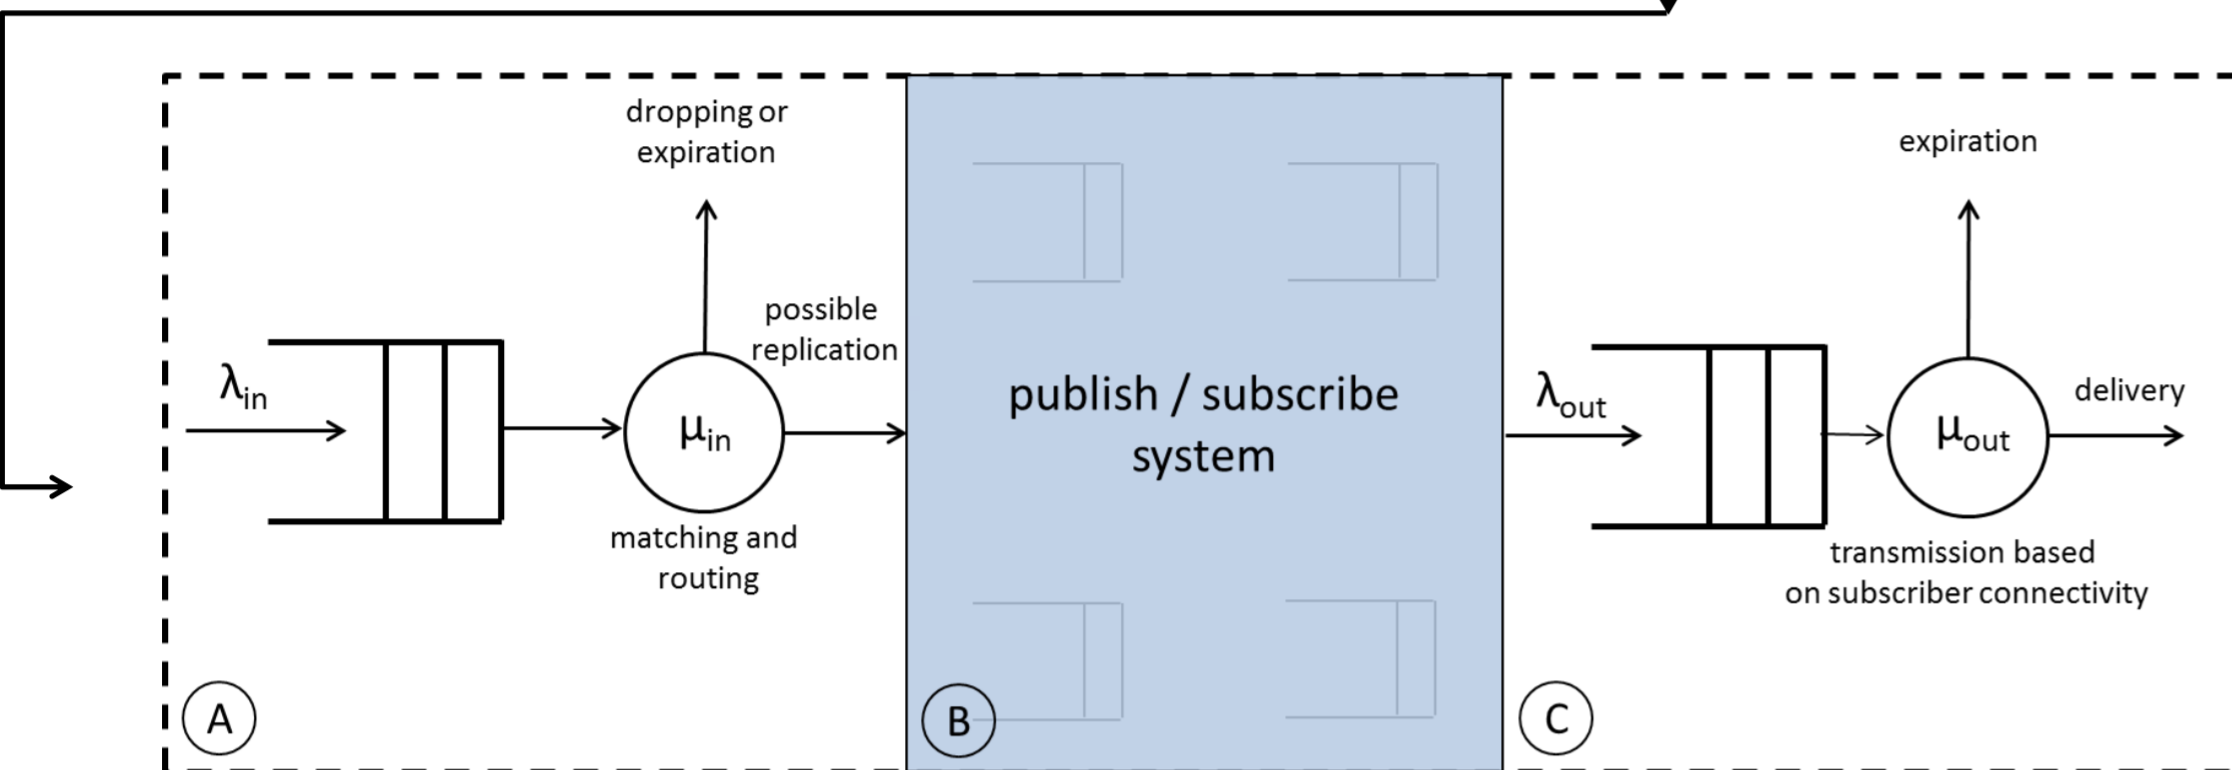 dropping or
expiration
possible
replication
λin
μin
matching and
routing
A
publish / subscribe
system
B
expiration
λout
μout
delivery
transmission based
on subscriber connectivity
C